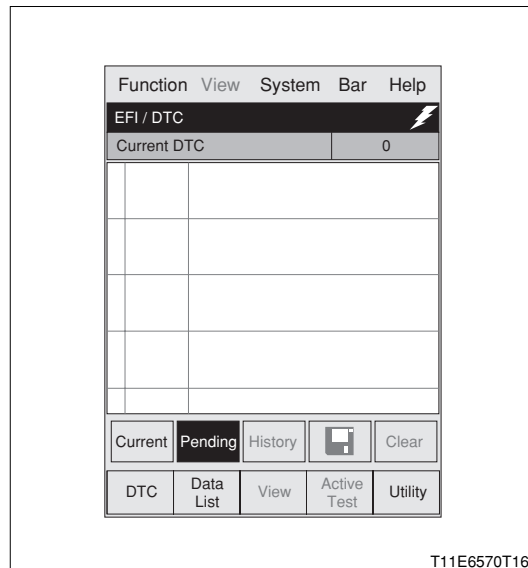 Function View System Bar Help
EFI / DTC
Current DTC 0
Current Pending History Clear
DTC Data List View Active Test Utility
T11E6570T16